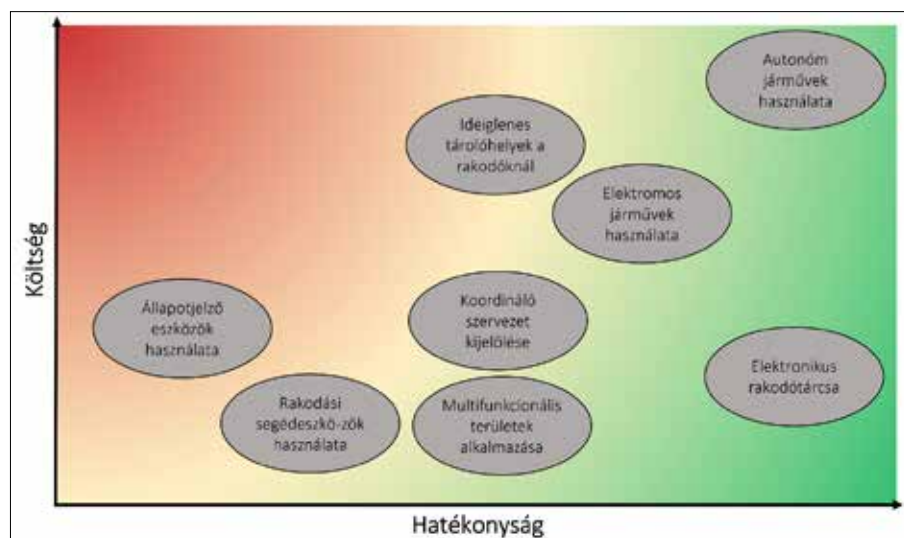 Autonóm
járművek
használata
Ideiglenes
tárolóhelyek a
rakodóknál
Elektromos
járművek
használata
Költség
Állapotjelző
eszközök
használata
Koordináló
szervezet
kijelölése
Elektronikus
rakodótárcsa
Rakodási
segédeszkö-zök
használata
Multifunkcionális
területek
alkalmazása
Hatékonyság